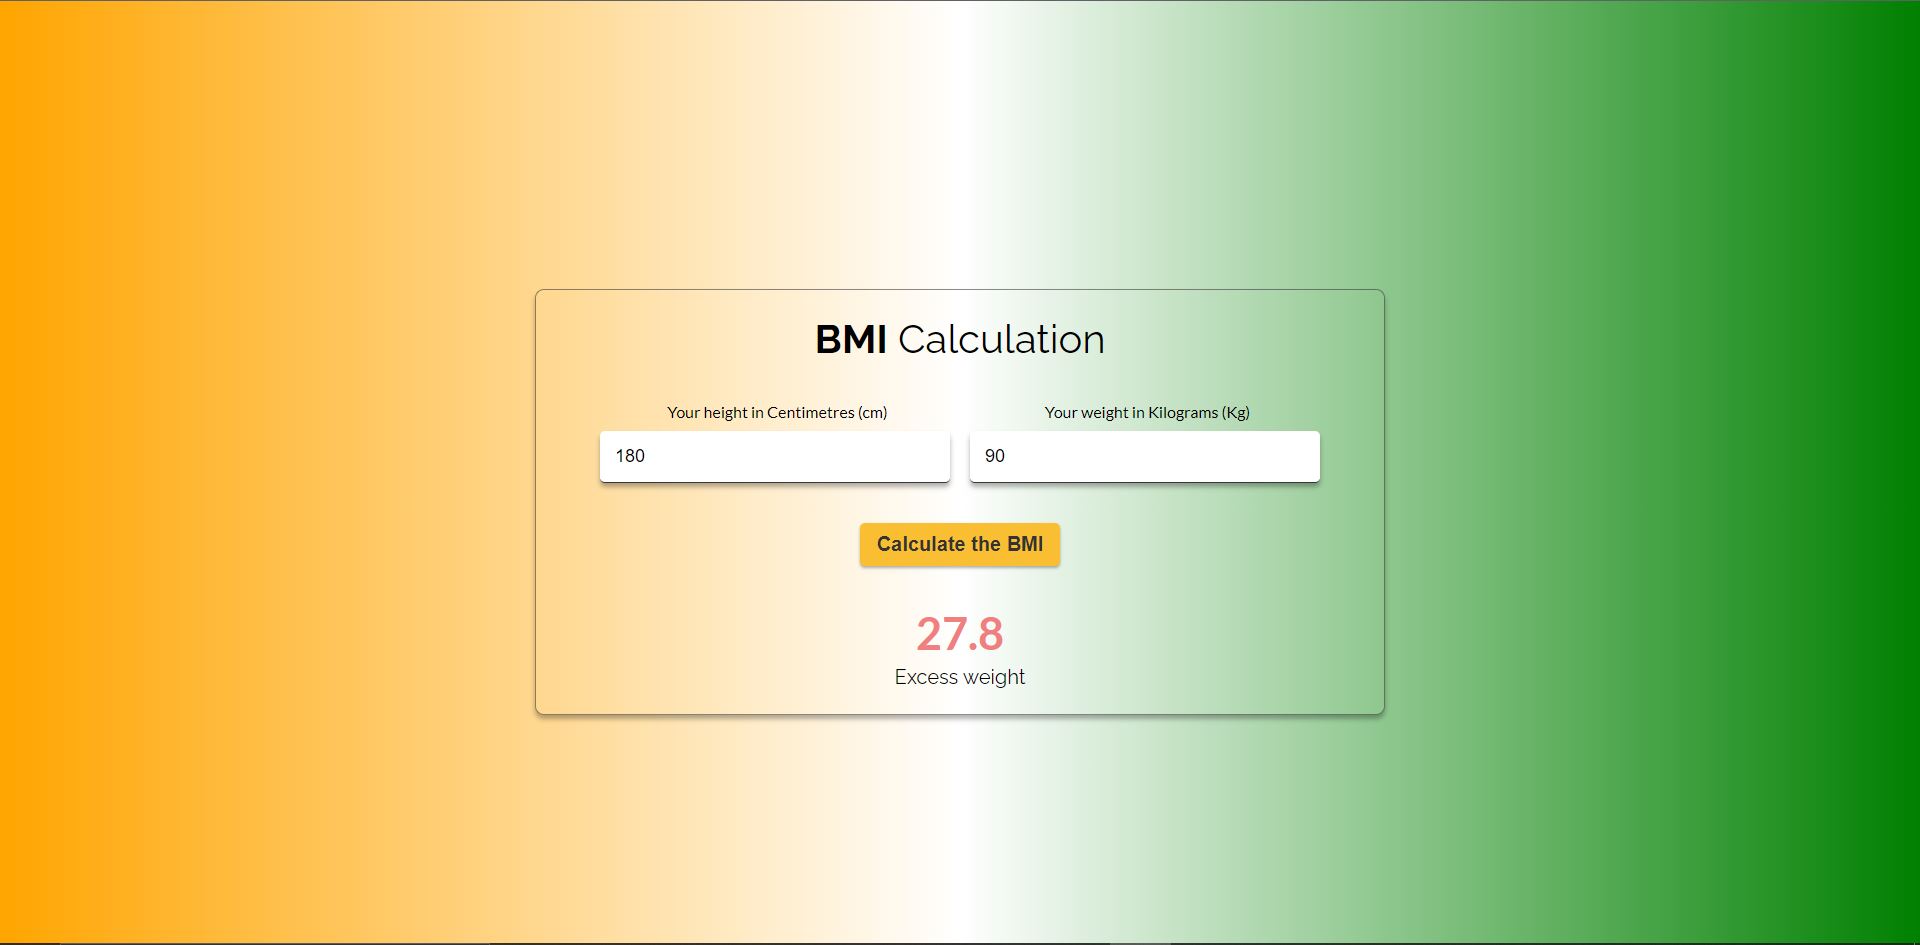 BMI Calculation
Your height in Centimetres (cm)
Your weight in Kilograms (Kg)
180
90
Calculate the BMI
27.8
Excess weight